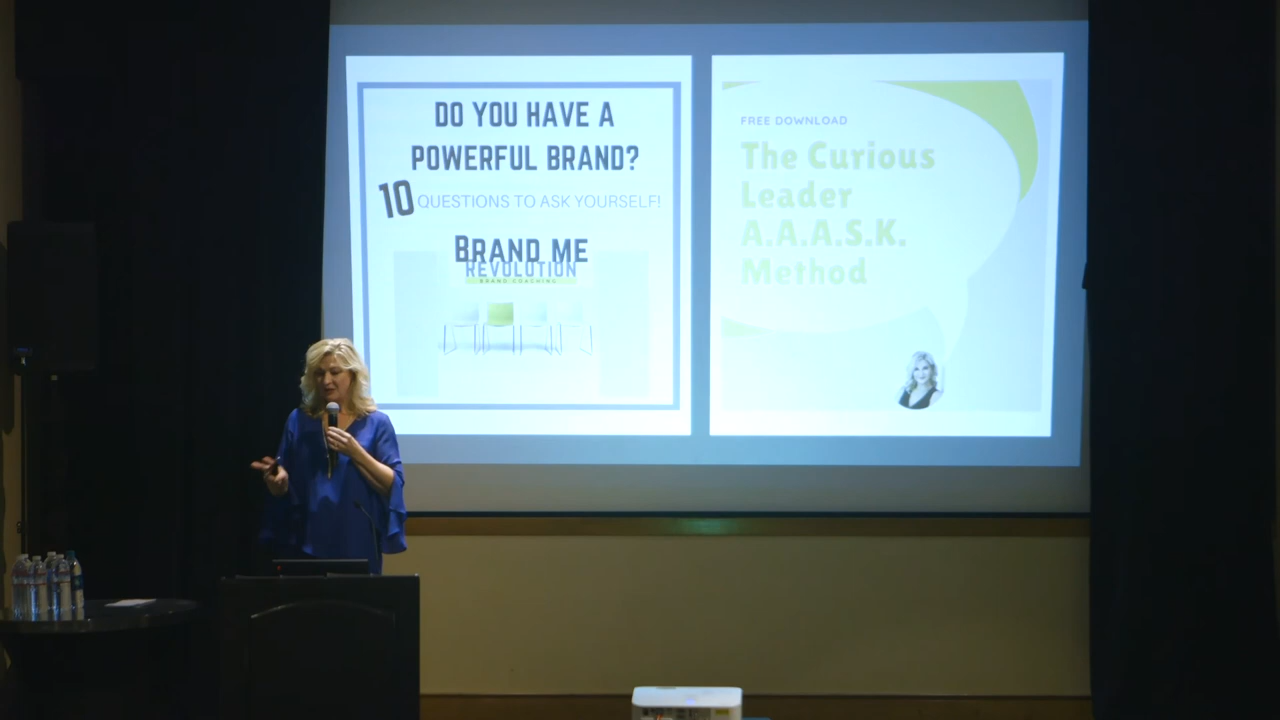 DO YOU HAVE A
POWERFUL BRAND?
10 QUESTIONS TO ASK YOURSELF!
BRAND ME
REVOLUTION
BRAND COACHING
FREE DOWNLOAD
The Curious
Leader
A.A.A.S.K.
Method